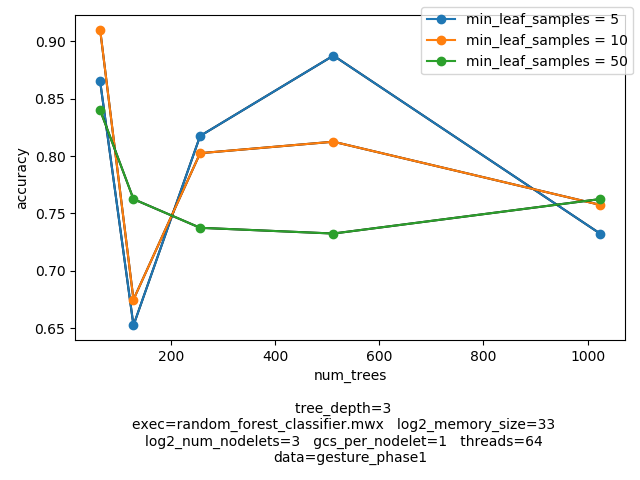 min_leaf_samples = 5
min_leaf_samples = 10
min_leaf_samples = 50
0.90
0.85
0.80
0.75
0.70
0.65
accuracy
200 400 600 800 1000
num_trees
tree_depth=3
exec=random_forest_classifier.mwx log2_memory_size=33
log2_num_nodelets=3 gcs_per_nodelet=1 threads=64
data=gesture_phase1